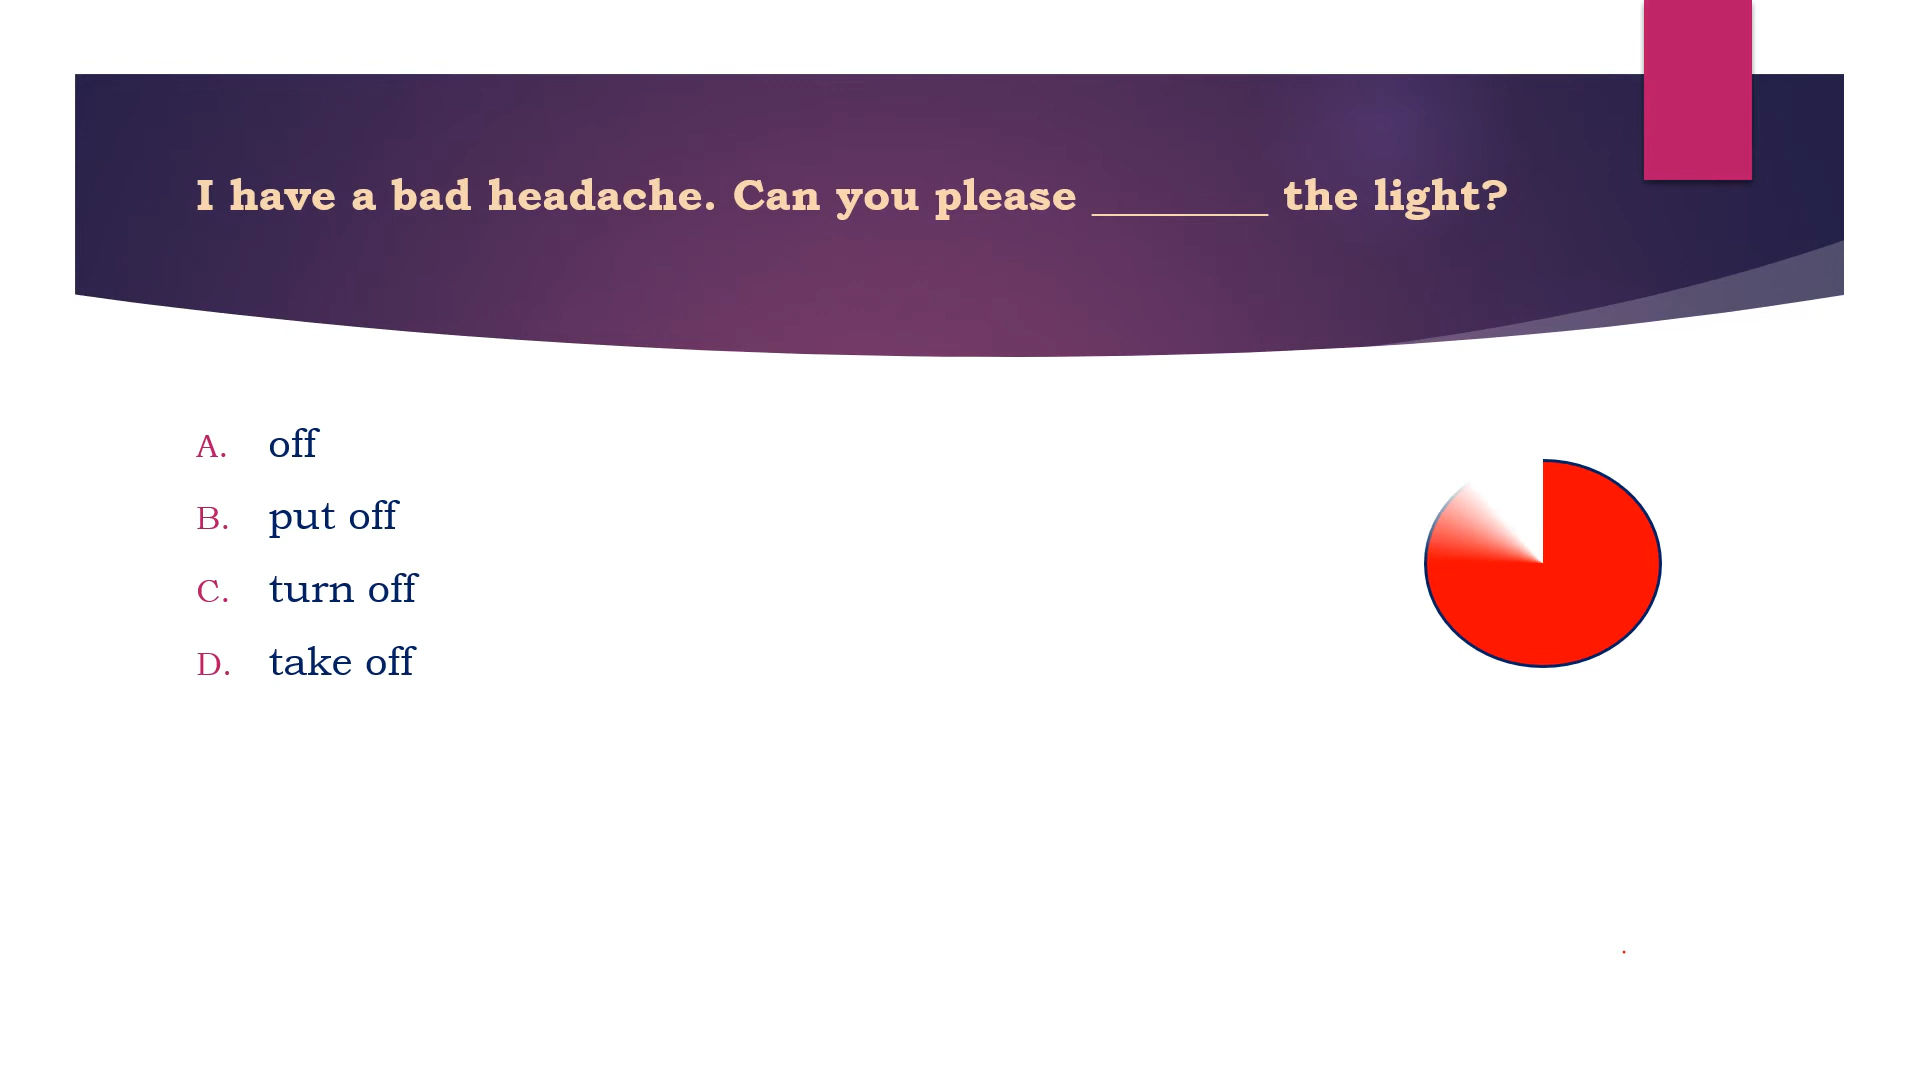 I have a bad headache. Can you please ________ the light?
A. off
B. put off
C. turn off
D. take off